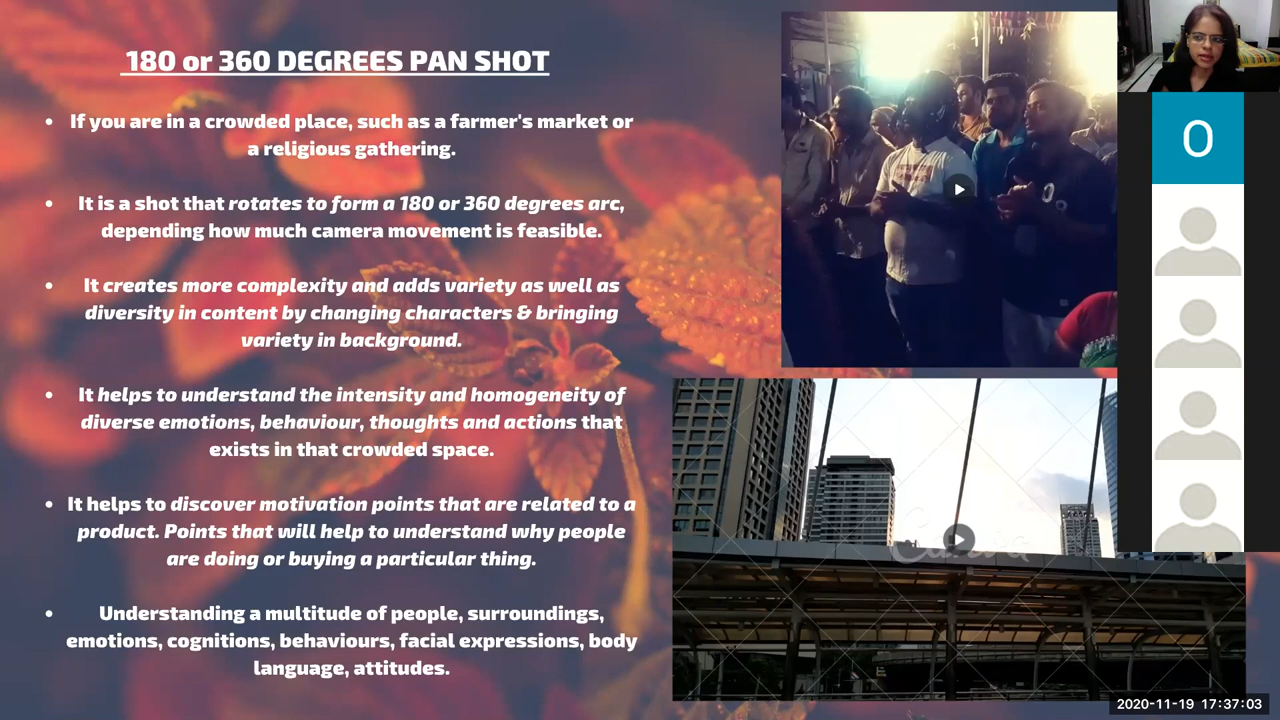 180 or 360 DEGREES PAN SHOT
• If you are in a crowded place, such as a farmer's market or
a religious gathering.
• It is a shot that rotates to form a 180 or 360 degrees arc,
depending how much camera movement is feasible.
• It creates more complexity and adds variety as well as
diversity in content by changing characters & bringing
variety in background.
• It helps to understand the intensity and homogeneity of
diverse emotions, behaviour, thoughts and actions that
exists in that crowded space.
• It helps to discover motivation points that are related to a
product. Points that will help to understand why people
are doing or buying a particular thing.
• Understanding a multitude of people, surroundings,
emotions, cognitions, behaviours, facial expressions, body
language, attitudes.
O
2020-11-19 17:37:03